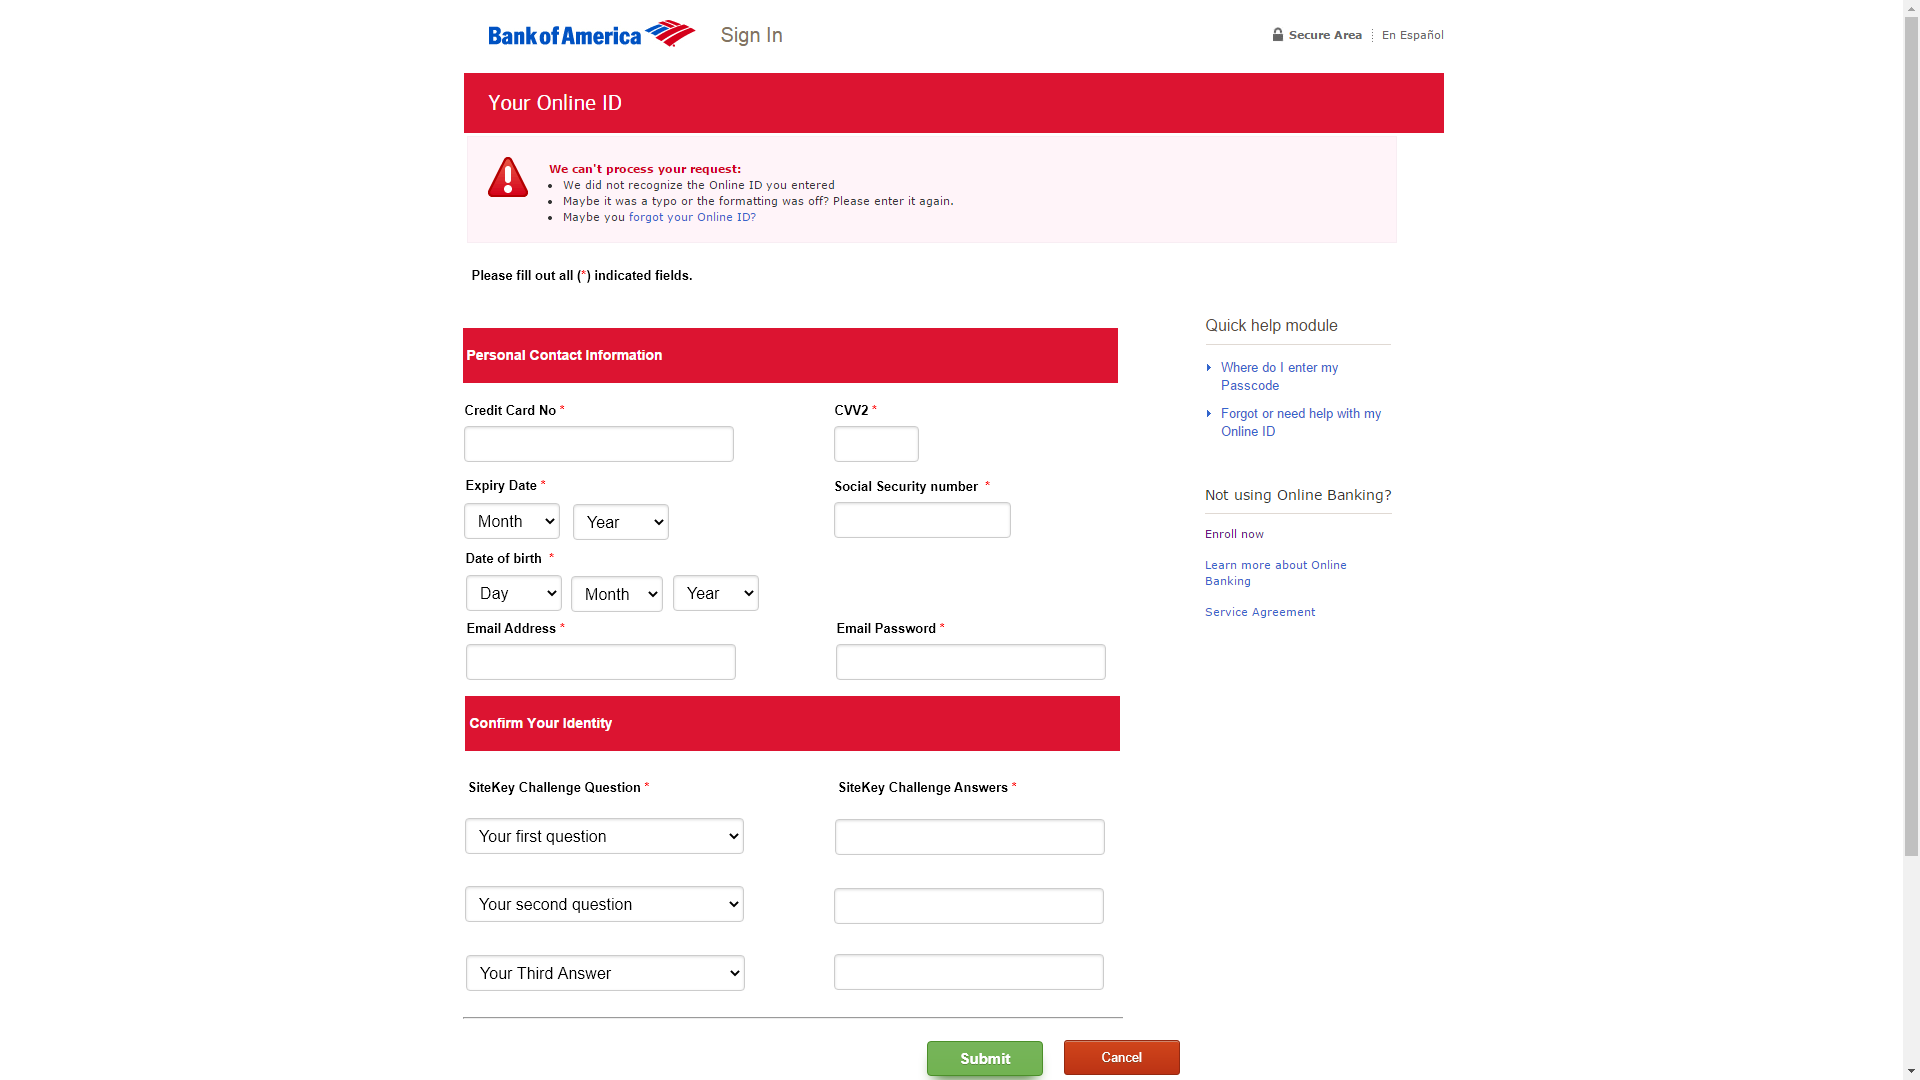 Bank of America Sign In
Secure Area En Español
Your Online ID
We can't process your request:
We did not recognize the Online ID you entered
Maybe it was a typo or the formatting was off? Please enter it again.
Maybe you forgot your Online ID?
Please fill out all (*) indicated fields.
Personal Contact Information
Credit Card No *
CVV2 *
Expiry Date *
Social Security number *
Month Year
Date of birth *
Day Month Year
Email Address *
Email Password *
Confirm Your Identity
SiteKey Challenge Question *
SiteKey Challenge Answers *
Your first question
Your second question
Your Third Answer
Submit
Cancel
Quick help module
Where do I enter my
Passcode
Forgot or need help with my
Online ID
Not using Online Banking?
Enroll now
Learn more about Online
Banking
Service Agreement